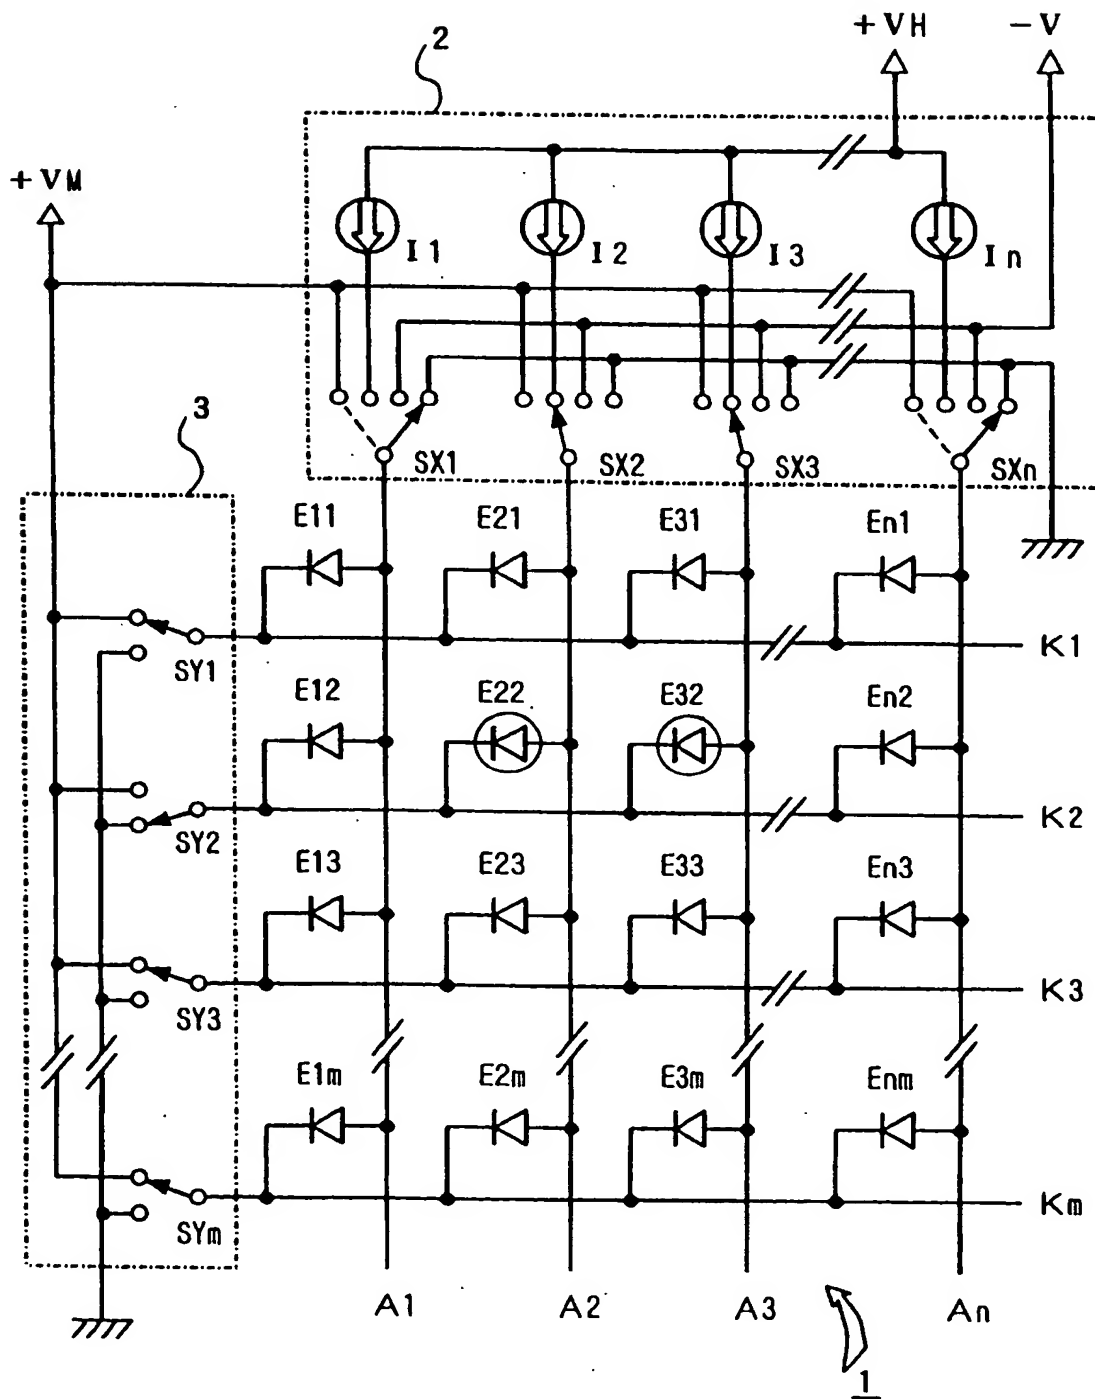 2
+VH
-V
+VM
I1
I2
I3
In
3
SX1
SX2
SX3
SXn
E11
E21
E31
En1
SY1
K1
E12
E22
E32
En2
SY2
K2
E13
E23
E33
En3
SY3
K3
E1m
E2m
E3m
Enm
SYm
Km
A1
A2
A3
An
1